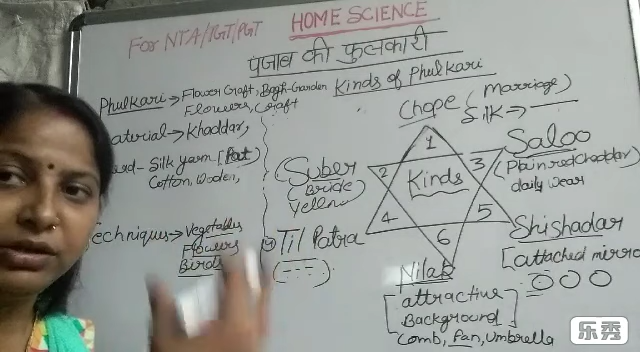 HOME SCIENCE
For NTA/TGT/PGT
पंजाब की फुलकारी
Phulkari → Flower Craft, Bagh-Garden
Flowers, Craft
Kinds of Phulkari
aterial → Khaddar,
Silk yarn [Pat)
Cotton, Woolen,
echniques → Vegetables
Flowers
Birds
Chope (Marriage)
Silk →
1
2
3
4
5
6
Kinds
Suber
(Bride)
Yellow
Saloo
(Plain red chaddar)
daily wear
Til Patra
(---)
Shishadar
[attached mirro
Nilak
[attractive
Background]
Comb, Fan, Umbrella
乐秀